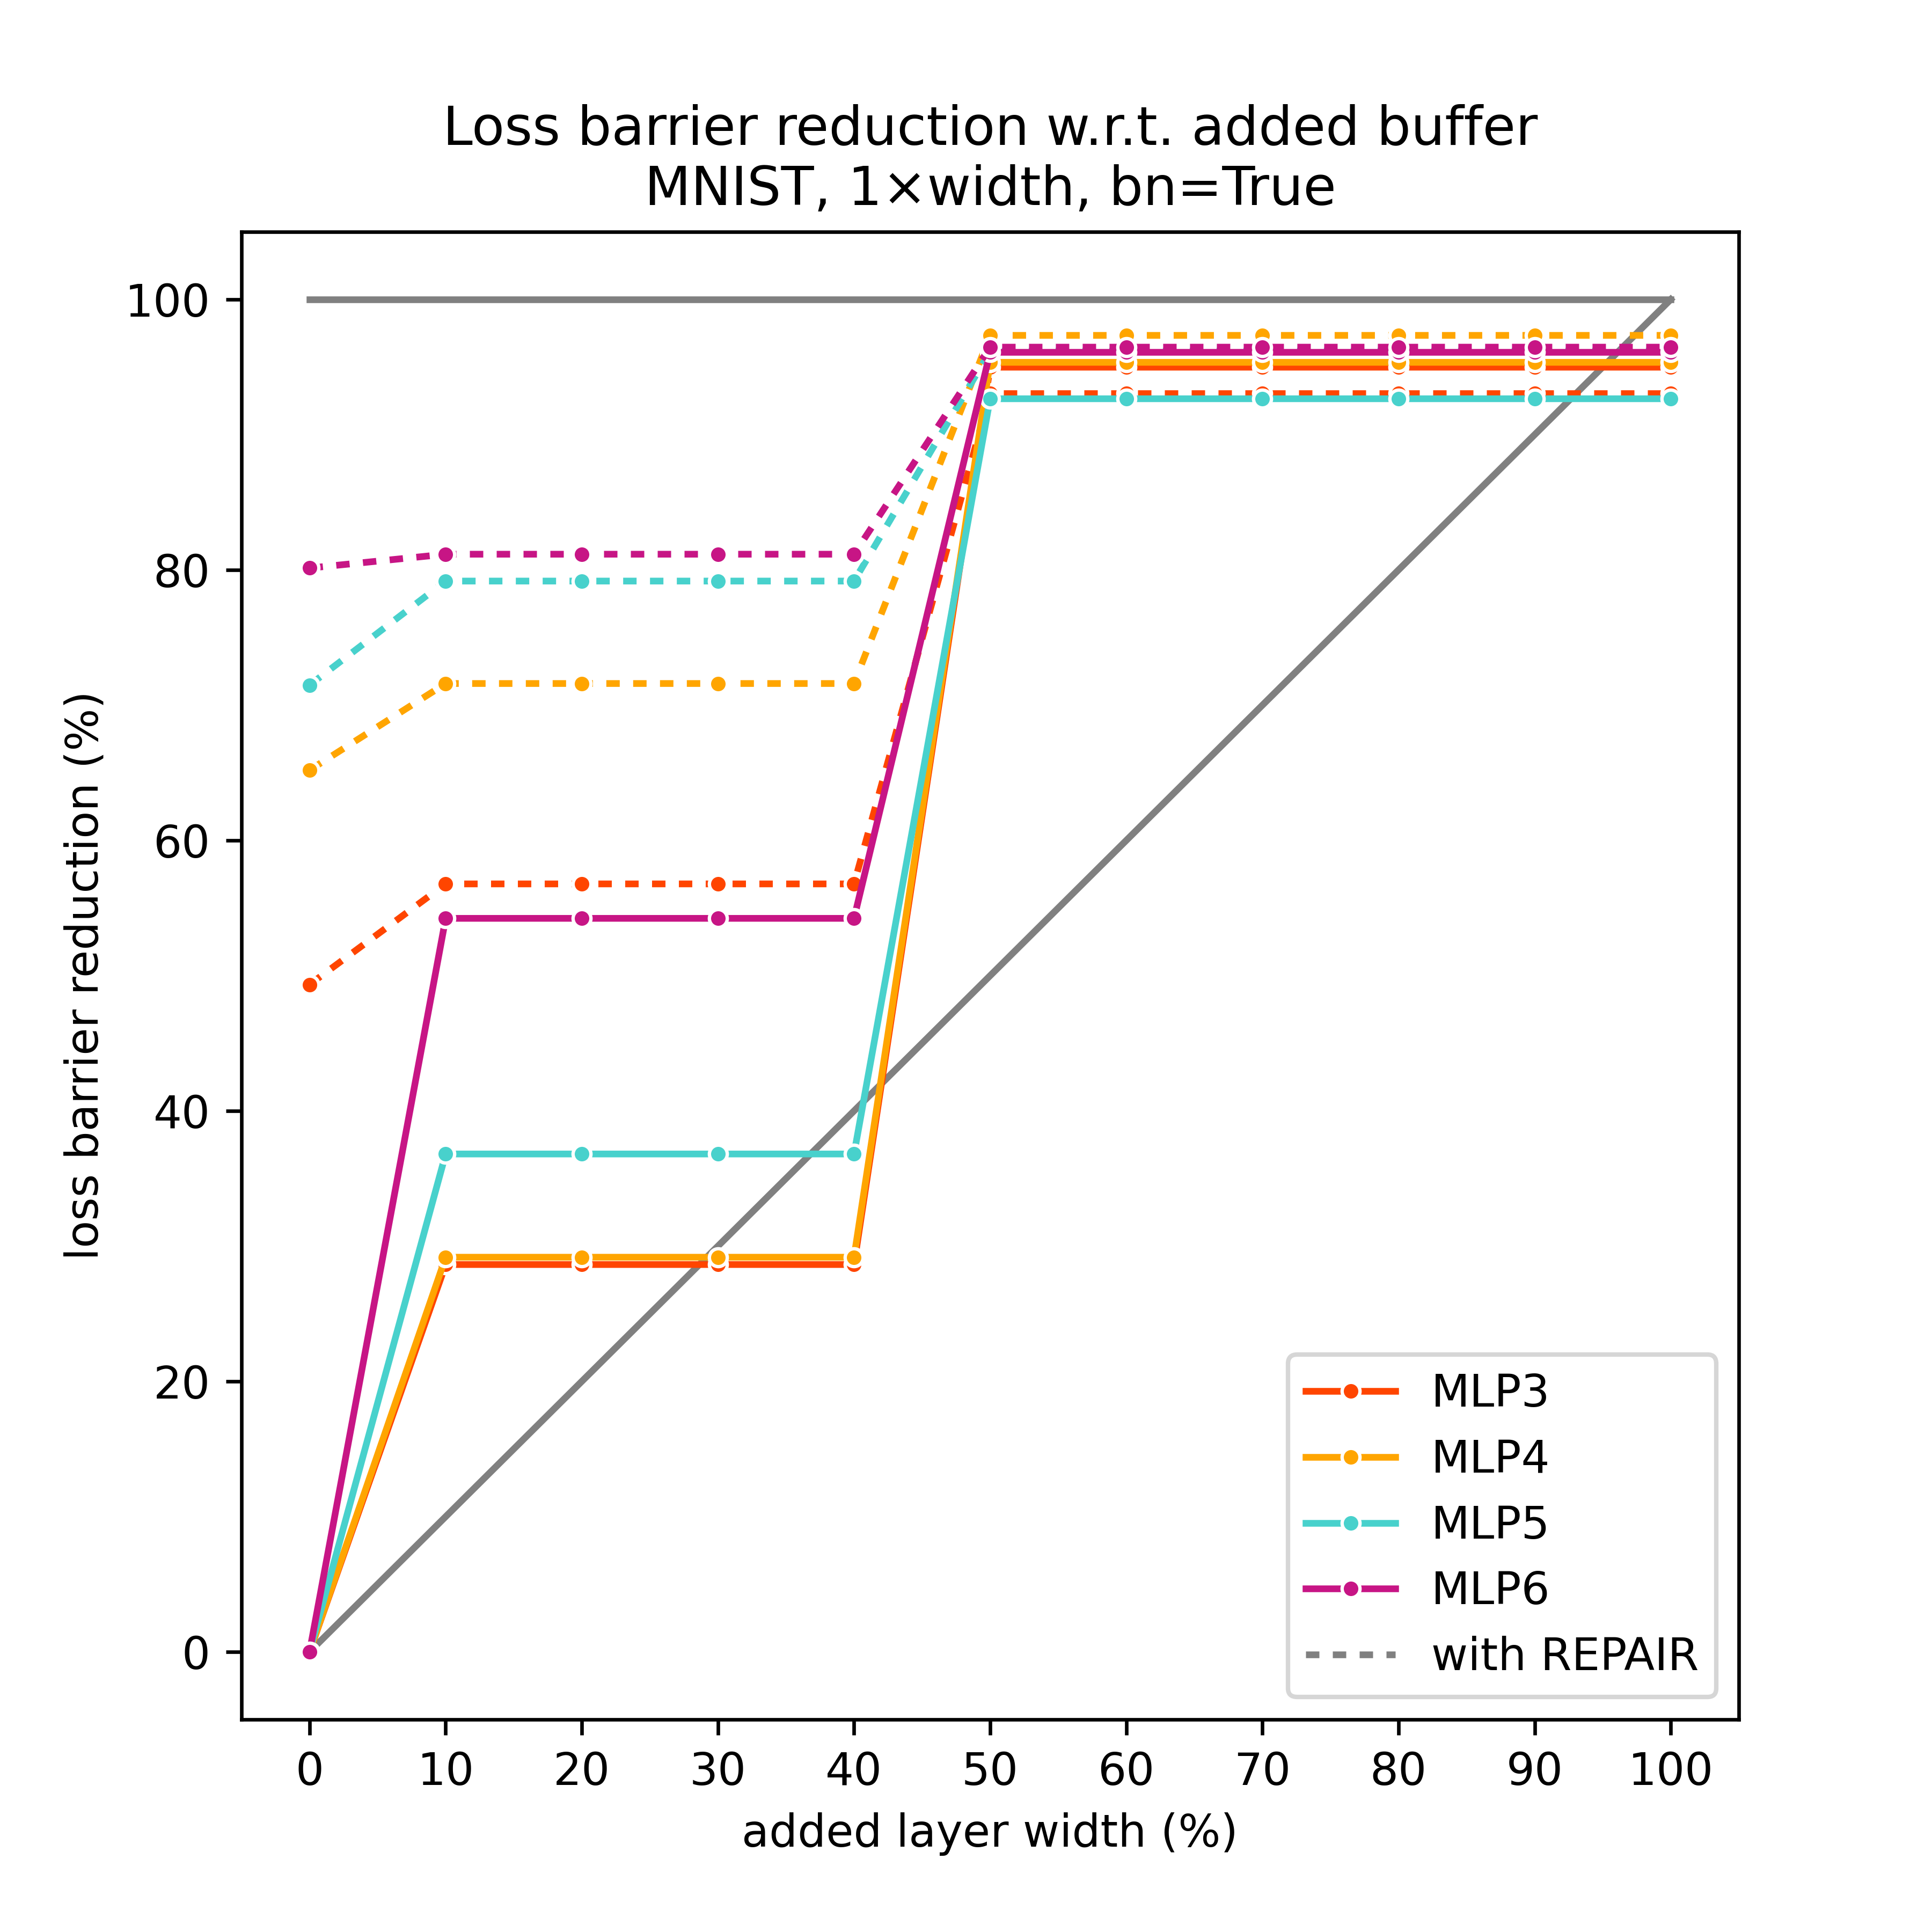 Loss barrier reduction w.r.t. added buffer
MNIST, 1×width, bn=True
loss barrier reduction (%)
100
80
60
40
20
0
0 10 20 30 40 50 60 70 80 90 100
added layer width (%)
MLP3
MLP4
MLP5
MLP6
with REPAIR